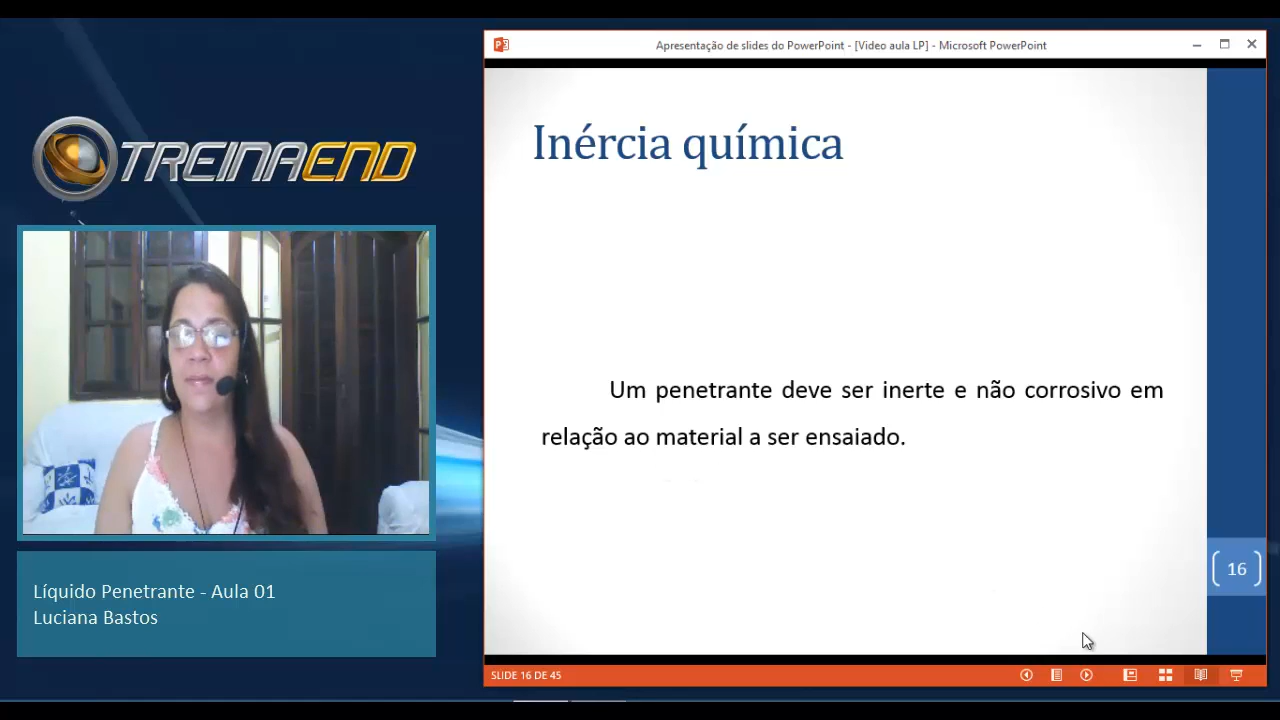 TREINAEND
Líquido Penetrante - Aula 01
Luciana Bastos
Apresentação de slides do PowerPoint - [Video aula LP] - Microsoft PowerPoint
Inércia química
Um penetrante deve ser inerte e não corrosivo em
relação ao material a ser ensaiado.
16
SLIDE 16 DE 45